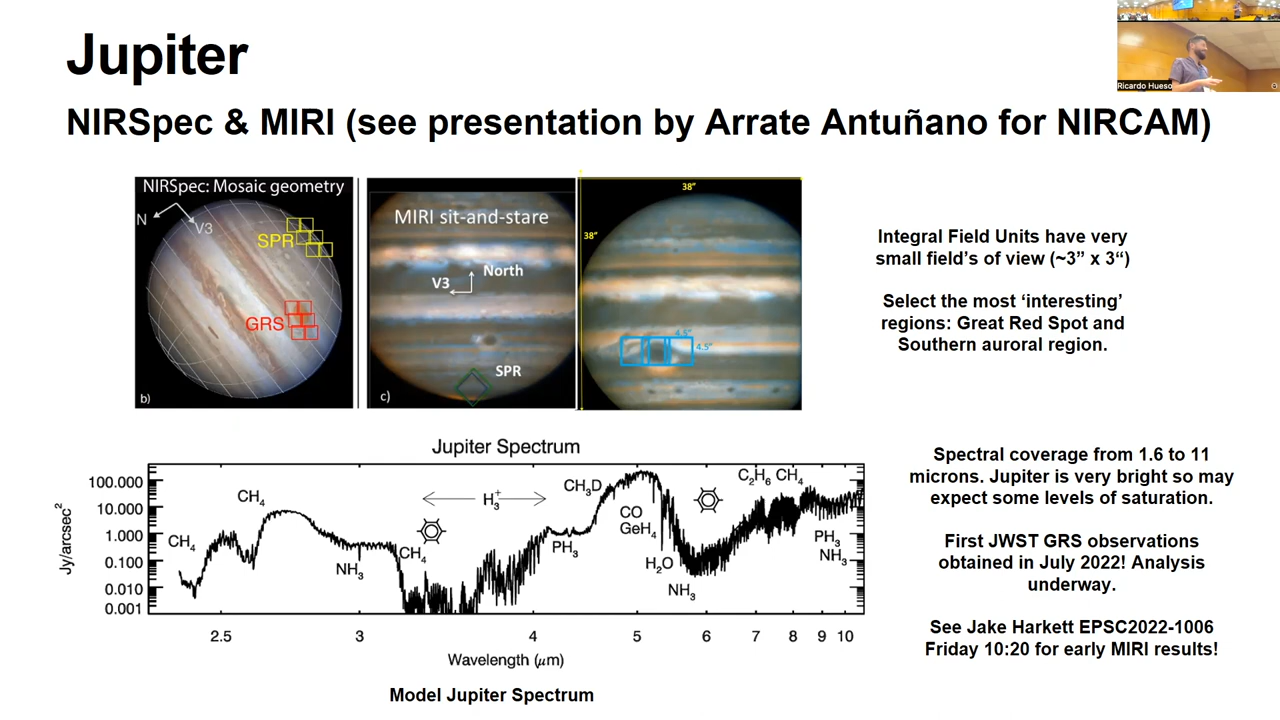 Jupiter
Ricardo Hueso
NIRSpec & MIRI (see presentation by Arrate Antuñano for NIRCAM)
NIRSpec: Mosaic geometry
N
V3
SPR
GRS
b)
MIRI sit-and-stare
North
V3
SPR
c)
38”
38”
4.5”
4.5”
Integral Field Units have very
small field’s of view (~3” x 3“)
Select the most ‘interesting’
regions: Great Red Spot and
Southern auroral region.
Jupiter Spectrum
Jy/arcsec²
100.000
10.000
1.000
0.100
0.010
0.001
CH₄
CH₄
NH₃
CH₄
H₃⁺
PH₃
CH₃D
CO
GeH₄
H₂O
NH₃
C₂H₆ CH₄
PH₃
NH₃
2.5 3 4 5 6 7 8 9 10
Wavelength (μm)
Model Jupiter Spectrum
Spectral coverage from 1.6 to 11
microns. Jupiter is very bright so may
expect some levels of saturation.
First JWST GRS observations
obtained in July 2022! Analysis
underway.
See Jake Harkett EPSC2022-1006
Friday 10:20 for early MIRI results!